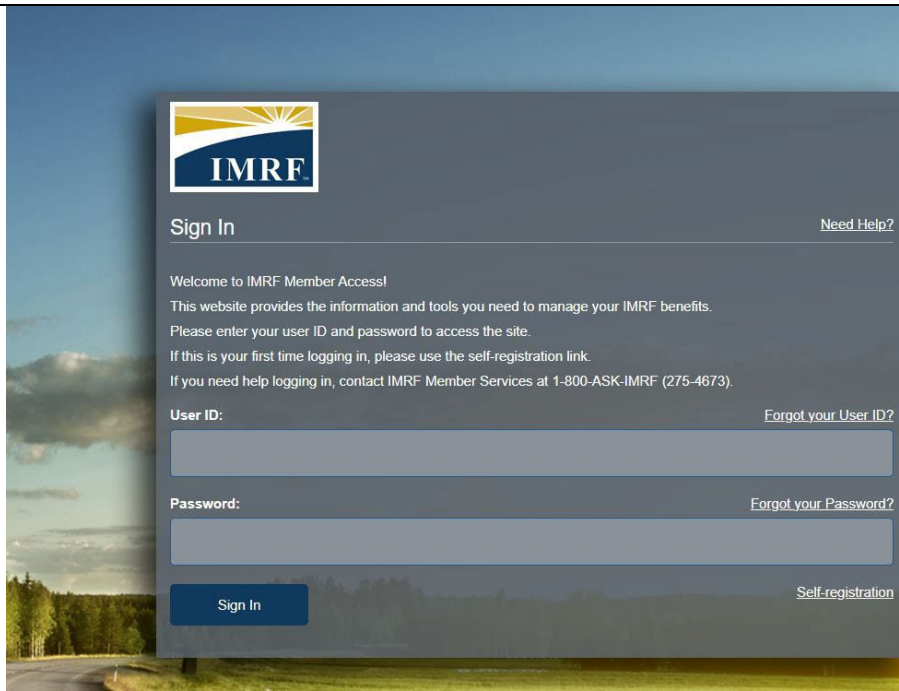 IMRF
Sign In
Need Help?
Welcome to IMRF Member Access!
This website provides the information and tools you need to manage your IMRF benefits.
Please enter your user ID and password to access the site.
If this is your first time logging in, please use the self-registration link.
If you need help logging in, contact IMRF Member Services at 1-800-ASK-IMRF (275-4673).
User ID:
Forgot your User ID?
Password:
Forgot your Password?
Sign In
Self-registration